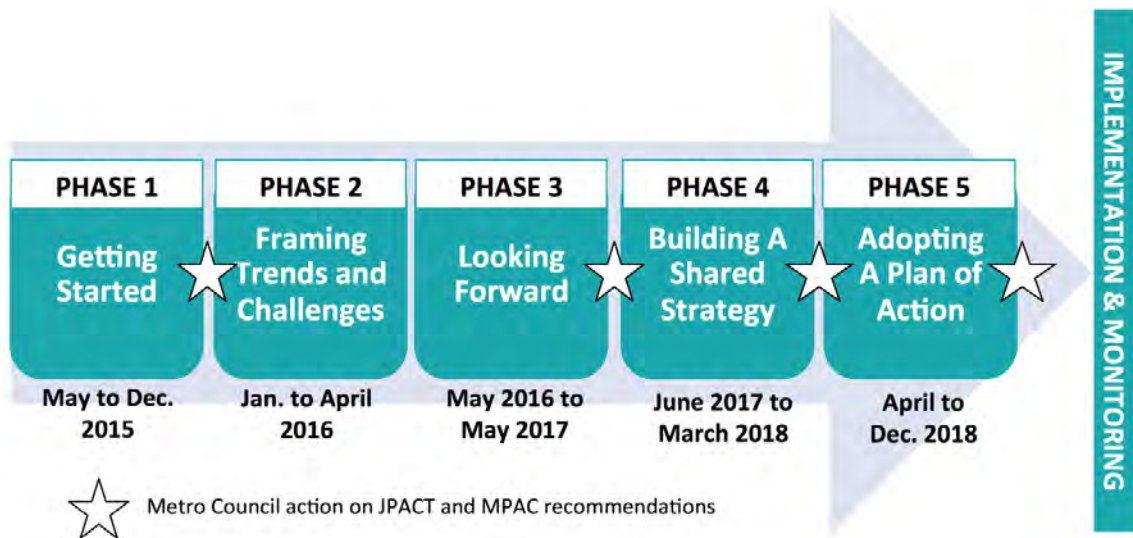 PHASE 1
Getting
Started
May to Dec.
2015
PHASE 2
Framing
Trends and
Challenges
Jan. to April
2016
PHASE 3
Looking
Forward
May 2016 to
May 2017
PHASE 4
Building A
Shared
Strategy
June 2017 to
March 2018
PHASE 5
Adopting
A Plan of
Action
April to
Dec. 2018
IMPLEMENTATION & MONITORING
Metro Council action on JPACT and MPAC recommendations